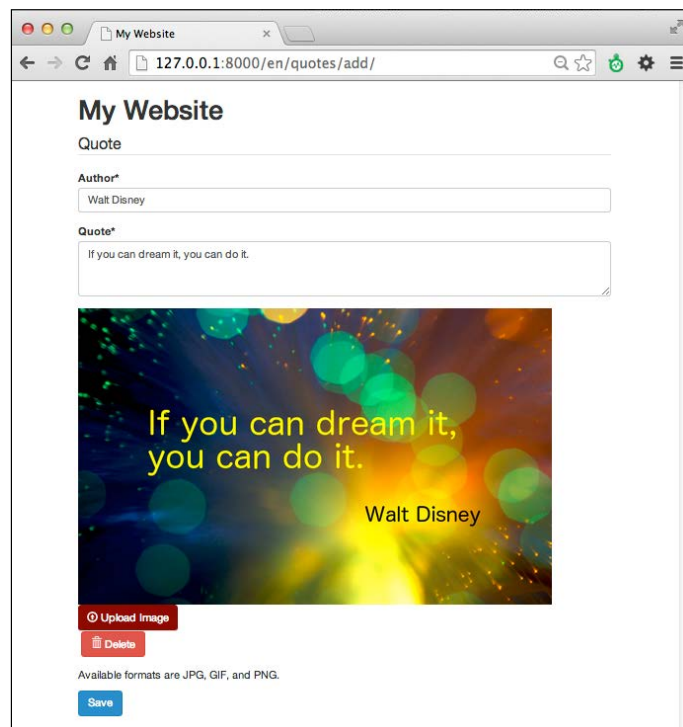 My Website
127.0.0.1:8000/en/quotes/add/
My Website
Quote
Author*
Walt Disney
Quote*
If you can dream it, you can do it.
If you can dream it,
you can do it.
Walt Disney
Upload Image
Delete
Available formats are JPG, GIF, and PNG.
Save